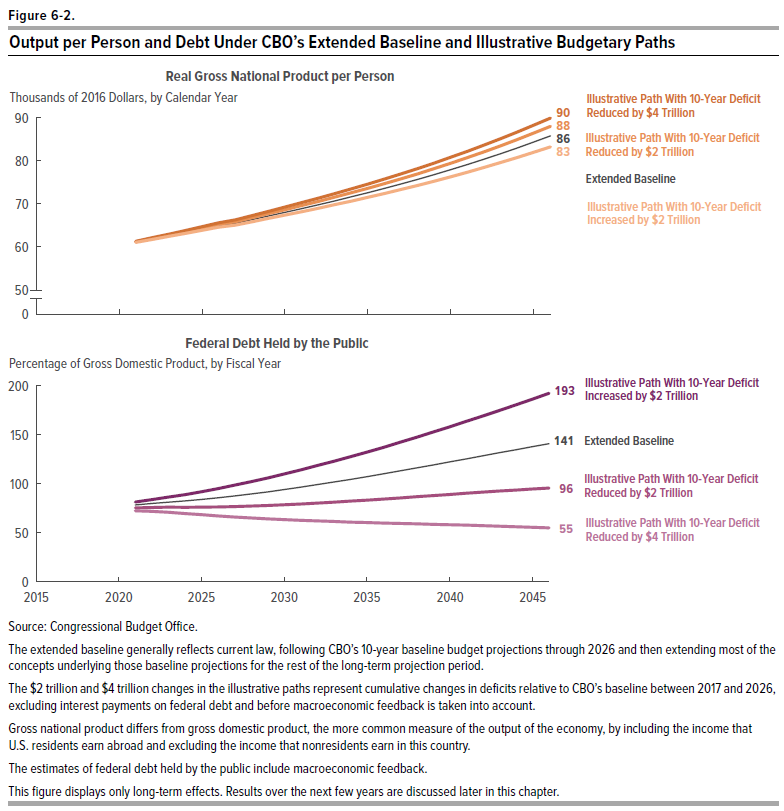 Figure 6-2.
Output per Person and Debt Under CBO's Extended Baseline and Illustrative Budgetary Paths
Real Gross National Product per Person
Thousands of 2016 Dollars, by Calendar Year
90
80
70
60
50
0
90
88
86
83
Illustrative Path With 10-Year Deficit
Reduced by $4 Trillion
Illustrative Path With 10-Year Deficit
Reduced by $2 Trillion
Extended Baseline
Illustrative Path With 10-Year Deficit
Increased by $2 Trillion
Federal Debt Held by the Public
Percentage of Gross Domestic Product, by Fiscal Year
200
150
100
50
0
193
Illustrative Path With 10-Year Deficit
Increased by $2 Trillion
141 Extended Baseline
96
Illustrative Path With 10-Year Deficit
Reduced by $2 Trillion
55
Illustrative Path With 10-Year Deficit
Reduced by $4 Trillion
2015 2020 2025 2030 2035 2040 2045
Source: Congressional Budget Office.
The extended baseline generally reflects current law, following CBO's 10-year baseline budget projections through 2026 and then extending most of the
concepts underlying those baseline projections for the rest of the long-term projection period.
The $2 trillion and $4 trillion changes in the illustrative paths represent cumulative changes in deficits relative to CBO's baseline between 2017 and 2026,
excluding interest payments on federal debt and before macroeconomic feedback is taken into account.
Gross national product differs from gross domestic product, the more common measure of the output of the economy, by including the income that
U.S. residents earn abroad and excluding the income that nonresidents earn in this country.
The estimates of federal debt held by the public include macroeconomic feedback.
This figure displays only long-term effects. Results over the next few years are discussed later in this chapter.